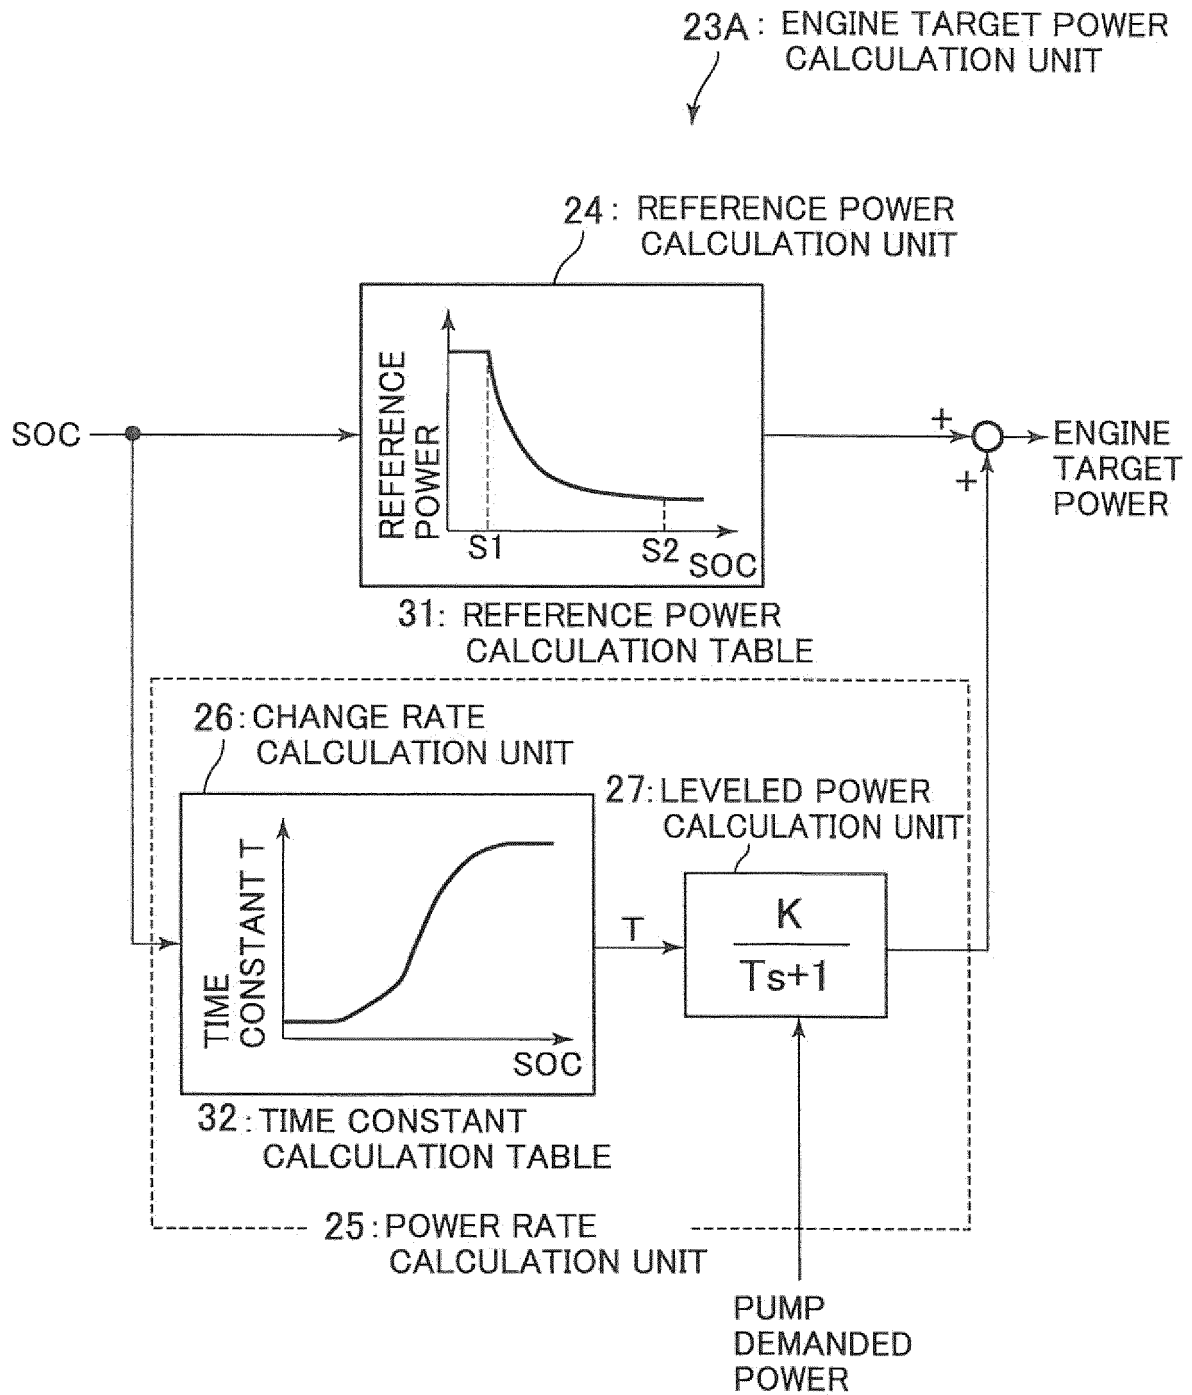 23A: ENGINE TARGET POWER
CALCULATION UNIT
24: REFERENCE POWER
CALCULATION UNIT
REFERENCE
POWER
S1
S2
SOC
SOC
+
+
ENGINE
TARGET
POWER
31: REFERENCE POWER
CALCULATION TABLE
26: CHANGE RATE
CALCULATION UNIT
27: LEVELED POWER
CALCULATION UNIT
TIME
CONSTANT T
SOC
T
K
Ts+1
32: TIME CONSTANT
CALCULATION TABLE
25: POWER RATE
CALCULATION UNIT
PUMP
DEMANDED
POWER